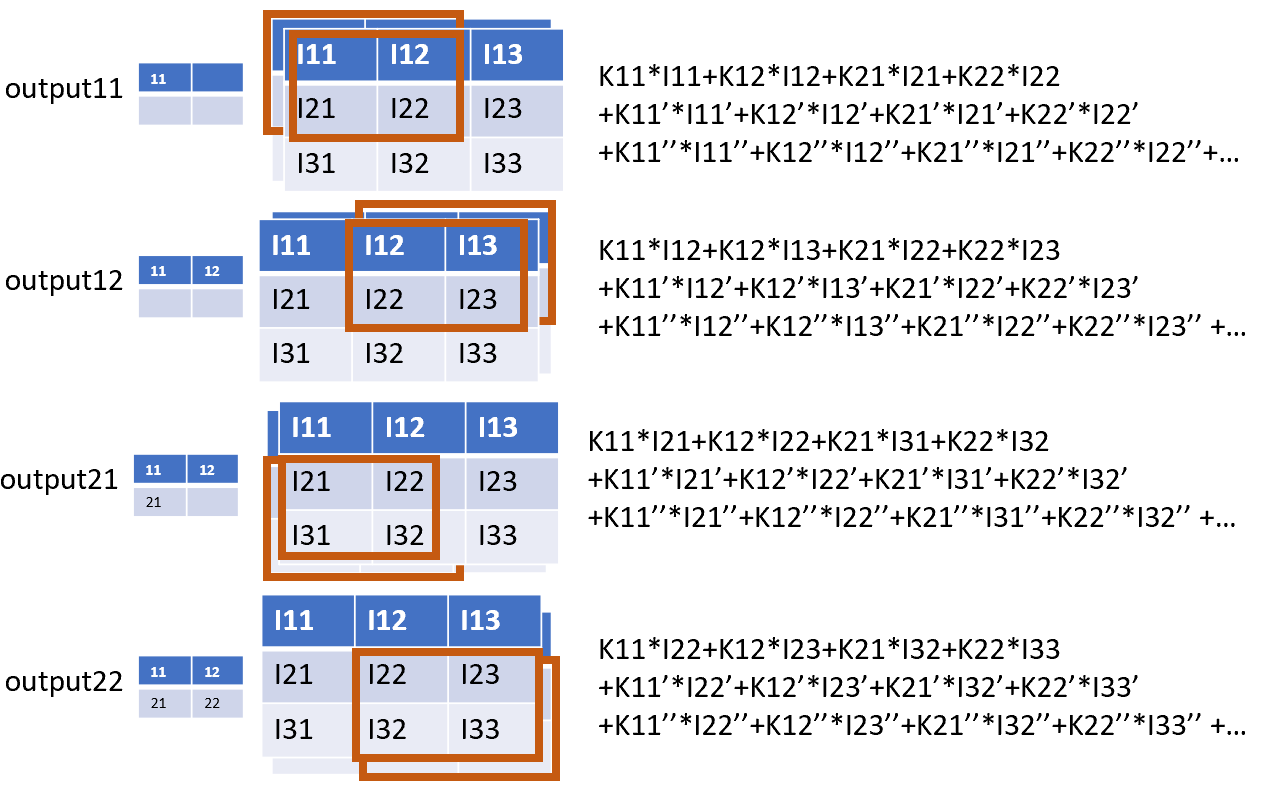 output11
11
I11 I12 I13
I21 I22 I23
I31 I32 I33
K11*I11+K12*I12+K21*I21+K22*I22
+K11’*I11’+K12’*I12’+K21’*I21’+K22’*I22’
+K11’’*I11’’+K12’’*I12’’+K21’’*I21’’+K22’’*I22’’+...
output12
11 12
I11 I12 I13
I21 I22 I23
I31 I32 I33
K11*I12+K12*I13+K21*I22+K22*I23
+K11’*I12’+K12’*I13’+K21’*I22’+K22’*I23’
+K11’’*I12’’+K12’’*I13’’+K21’’*I22’’+K22’’*I23’’ +...
output21
11 12
21
I11 I12 I13
I21 I22 I23
I31 I32 I33
K11*I21+K12*I22+K21*I31+K22*I32
+K11’*I21’+K12’*I22’+K21’*I31’+K22’*I32’
+K11’’*I21’’+K12’’*I22’’+K21’’*I31’’+K22’’*I32’’ +...
output22
11 12
21 22
I11 I12 I13
I21 I22 I23
I31 I32 I33
K11*I22+K12*I23+K21*I32+K22*I33
+K11’*I22’+K12’*I23’+K21’*I32’+K22’*I33’
+K11’’*I22’’+K12’’*I23’’+K21’’*I32’’+K22’’*I33’’ +...